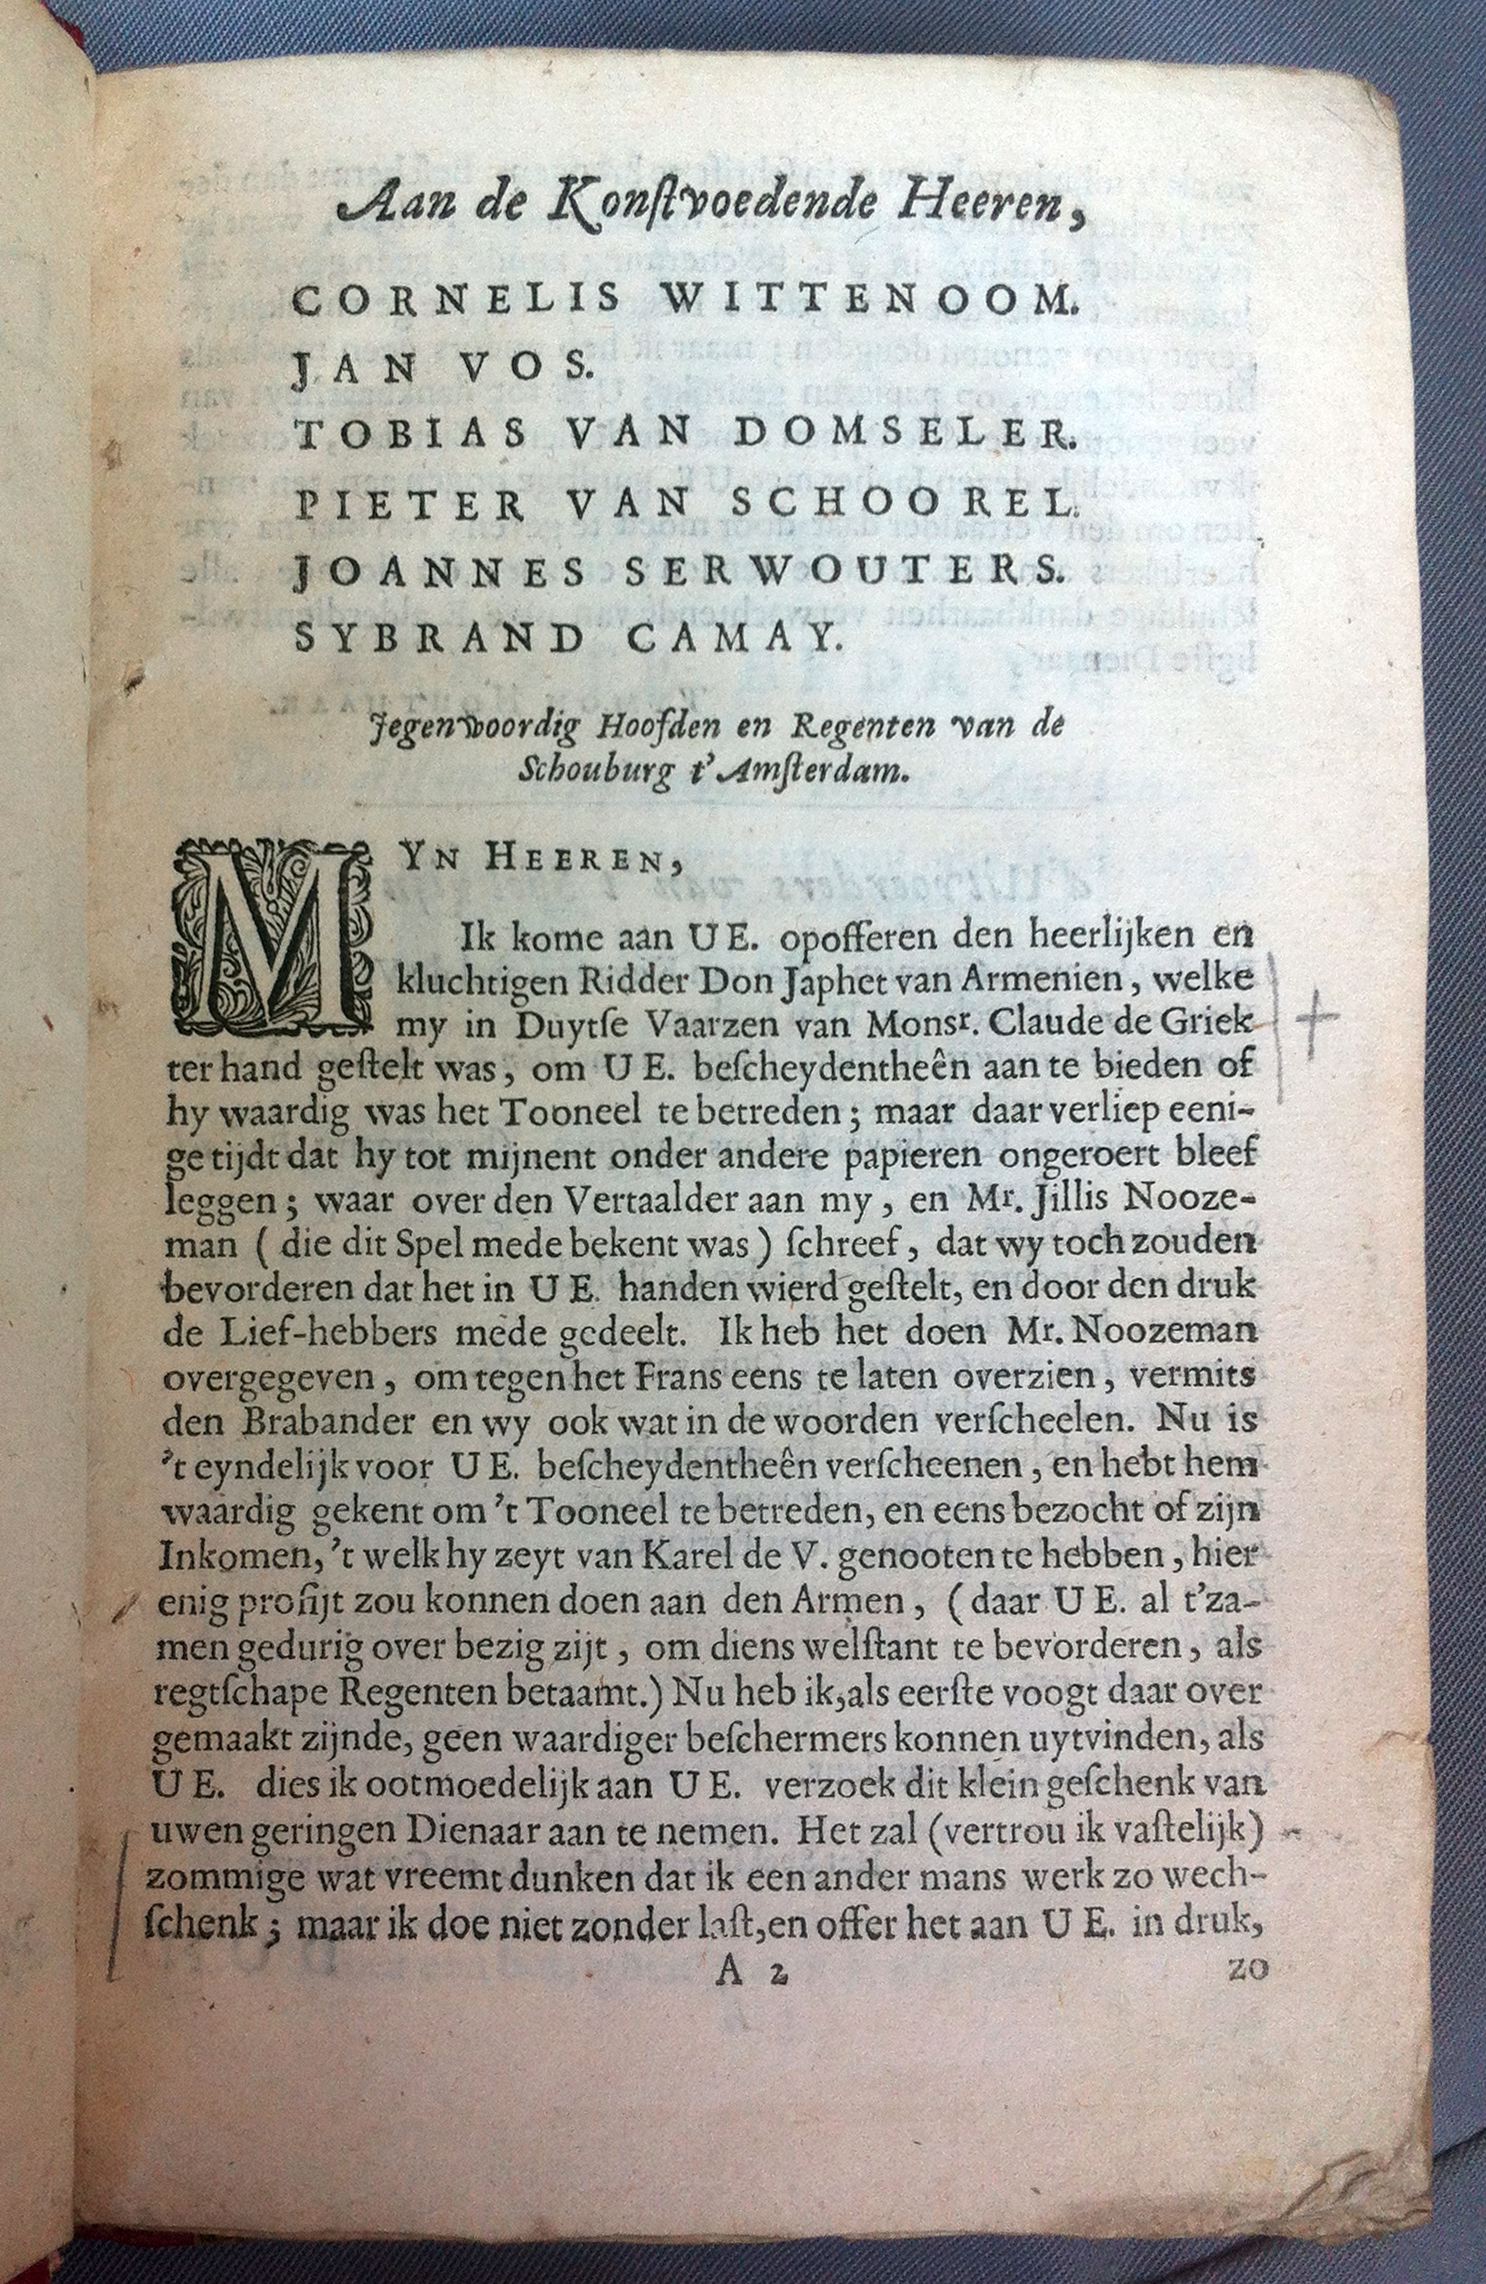 Aan de Konſtvoedende Heeren,
CORNELIS WITTENOOM.
JAN VOS.
TOBIAS VAN DOMSELER.
PIETER VAN SCHOOREL.
JOANNES SERWOUTERS.
SYBRAND CAMAY.
Jegenwoordig Hoofden en Regenten van de
Schouburg t'Amſterdam.
MYN HEEREN,
Ik kome aan UE. opofferen den heerlijken en
kluchtigen Ridder Don Japhet van Armenien, welke
my in Duytſe Vaarzen van Monsr. Claude de Griek
ter hand geſtelt was, om UE. beſcheydentheên aan te bieden of
hy waardig was het Tooneel te betreden; maar daar verliep eeni-
ge tijdt dat hy tot mijnent onder andere papieren ongeroert bleef
leggen; waar over den Vertaalder aan my, en Mr. Jillis Nooze-
man (die dit Spel mede bekent was) ſchreef, dat wy toch zouden
bevorderen dat het in UE. handen wierd geſtelt, en door den druk
de Lief-hebbers mede gedeelt. Ik heb het doen Mr. Noozeman
overgegeven, om tegen het Frans eens te laten overzien, vermits
den Brabander en wy ook wat in de woorden verſcheelen. Nu is
't eyndelijk voor UE. beſcheydentheên verſcheenen, en hebt hem
waardig gekent om 't Tooneel te betreden, en eens bezocht of zijn
Inkomen, 't welk hy zeyt van Karel de V. genooten te hebben, hier
enig profijt zou konnen doen aan den Armen, (daar UE. al t'za-
men gedurig over bezig zijt, om diens welſtant te bevorderen, als
regtſchape Regenten betaamt.) Nu heb ik, als eerſte voogt daar over
gemaakt zijnde, geen waardiger beſchermers konnen uytvinden, als
UE. dies ik ootmoedelijk aan UE. verzoek dit klein geſchenk van
uwen geringen Dienaar aan te nemen. Het zal (vertrou ik vaſtelijk)
zommige wat vreemt dunken dat ik een ander mans werk zo wech-
ſchenk; maar ik doe niet zonder laſt, en offer het aan UE. in druk,
A 2 zo